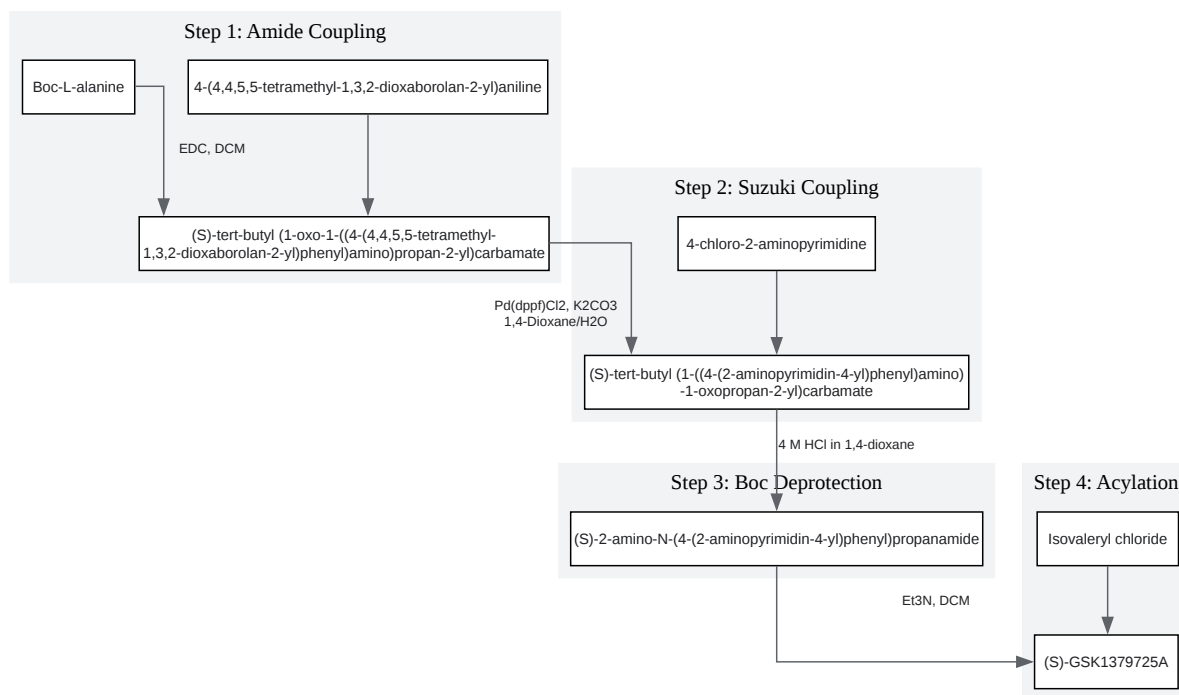 Step 1: Amide Coupling
Boc-L-alanine
4-(4,4,5,5-tetramethyl-1,3,2-dioxaborolan-2-yl)aniline
EDC, DCM
(S)-tert-butyl (1-oxo-1-((4-(4,4,5,5-tetramethyl-
1,3,2-dioxaborolan-2-yl)phenyl)amino)propan-2-yl)carbamate
Step 2: Suzuki Coupling
4-chloro-2-aminopyrimidine
Pd(dppf)Cl2, K2CO3
1,4-Dioxane/H2O
(S)-tert-butyl (1-((4-(2-aminopyrimidin-4-yl)phenyl)amino)
-1-oxopropan-2-yl)carbamate
4 M HCl in 1,4-dioxane
Step 3: Boc Deprotection
(S)-2-amino-N-(4-(2-aminopyrimidin-4-yl)phenyl)propanamide
Et3N, DCM
Step 4: Acylation
Isovaleryl chloride
(S)-GSK1379725A